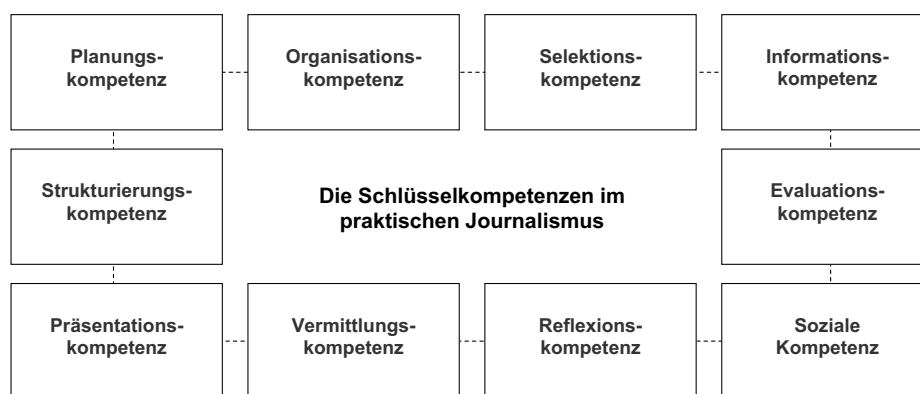 Planungs-
kompetenz
Organisations-
kompetenz
Selektions-
kompetenz
Informations-
kompetenz
Strukturierungs-
kompetenz
Die Schlüsselkompetenzen im
praktischen Journalismus
Evaluations-
kompetenz
Präsentations-
kompetenz
Vermittlungs-
kompetenz
Reflexions-
kompetenz
Soziale
Kompetenz